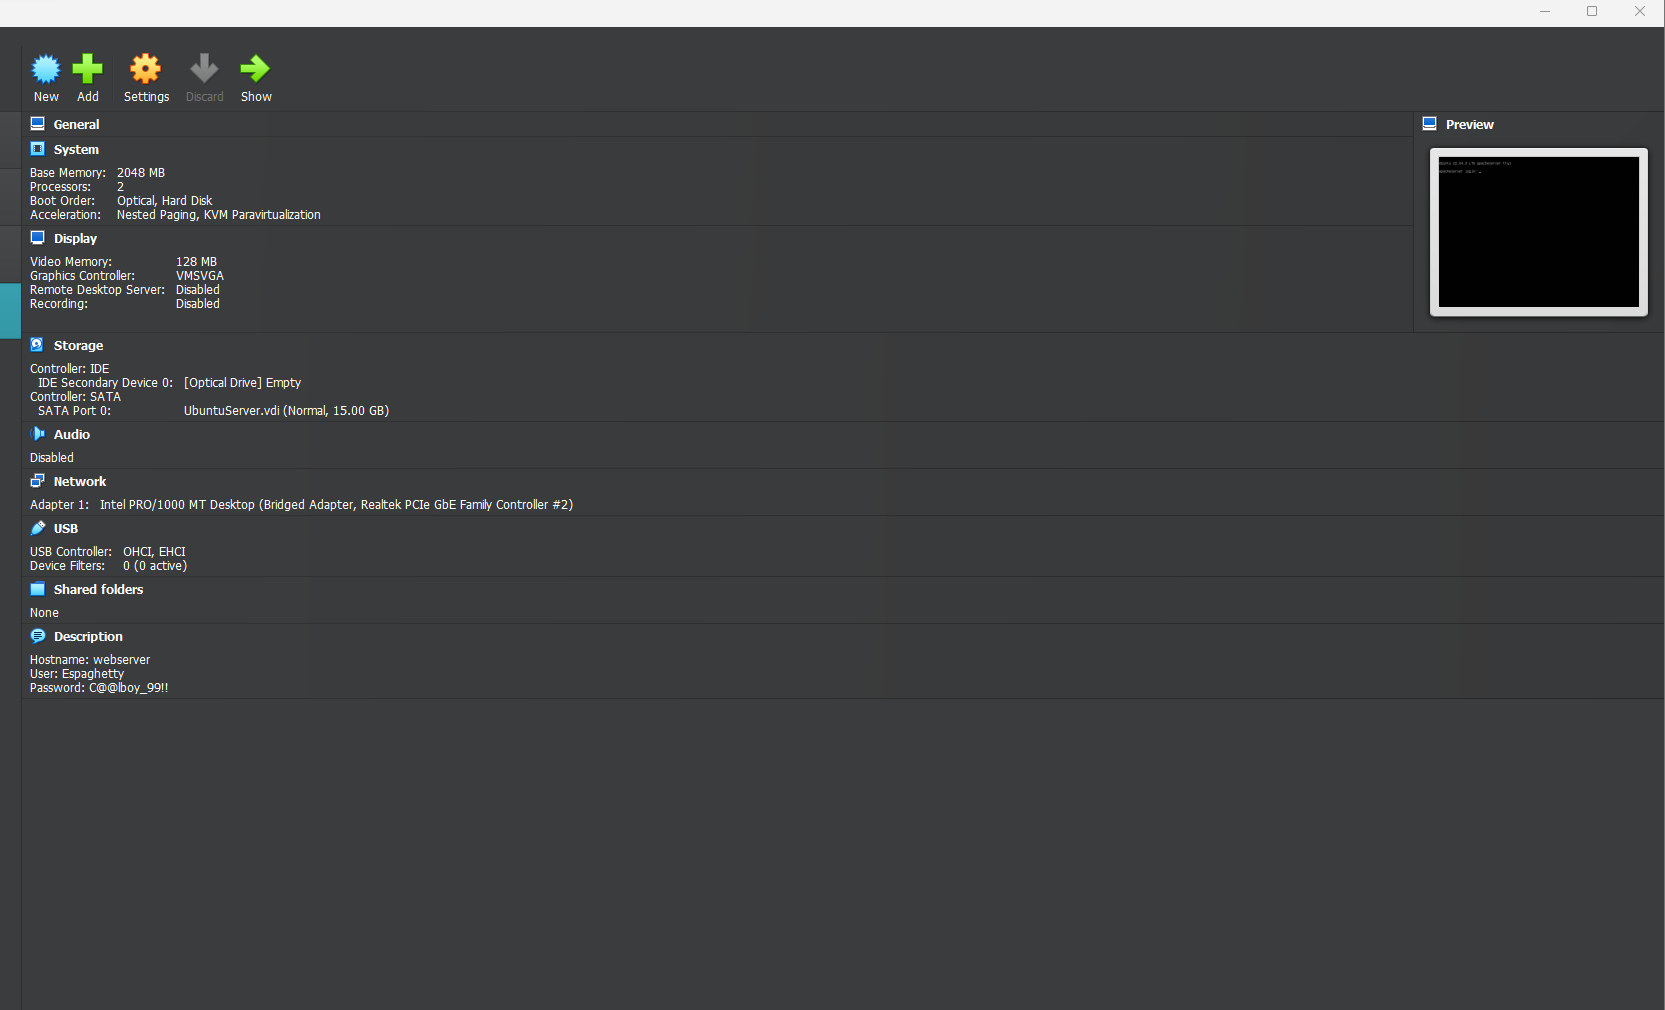 New Add Settings Discard Show
General
System
Base Memory: 2048 MB
Processors: 2
Boot Order: Optical, Hard Disk
Acceleration: Nested Paging, KVM Paravirtualization
Display
Video Memory: 128 MB
Graphics Controller: VMSVGA
Remote Desktop Server: Disabled
Recording: Disabled
Preview
Storage
Controller: IDE
IDE Secondary Device 0: [Optical Drive] Empty
Controller: SATA
SATA Port 0: UbuntuServer.vdi (Normal, 15.00 GB)
Audio
Disabled
Network
Adapter 1: Intel PRO/1000 MT Desktop (Bridged Adapter, Realtek PCIe GbE Family Controller #2)
USB
USB Controller: OHCI, EHCI
Device Filters: 0 (0 active)
Shared folders
None
Description
Hostname: webserver
User: Espaghetty
Password: C@@lboy_99!!